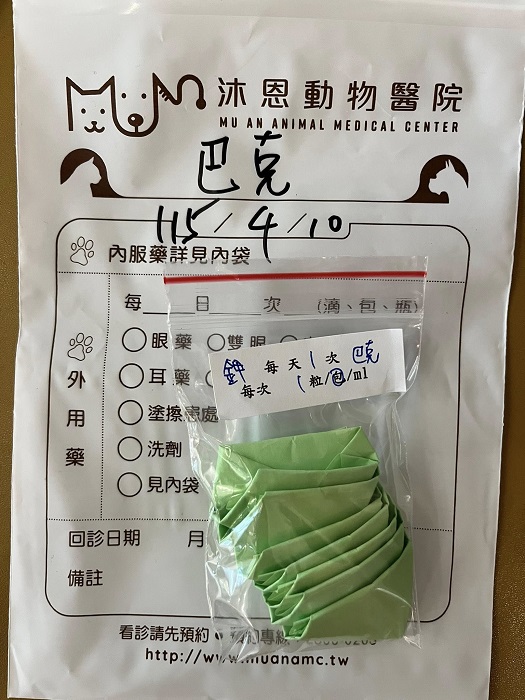 沐恩動物醫院
MU AN ANIMAL MEDICAL CENTER
巴克
115/4/10
內服藥詳見內袋
每 日 次 (滴、包、瓶)
外用藥
眼藥 雙眼
耳藥
塗擦患處
洗劑
見內袋
鉀 每天1次 巴克
每次 1粒/包/ml
回診日期 月
備註
看診請先預約
http://www.muanamc.tw